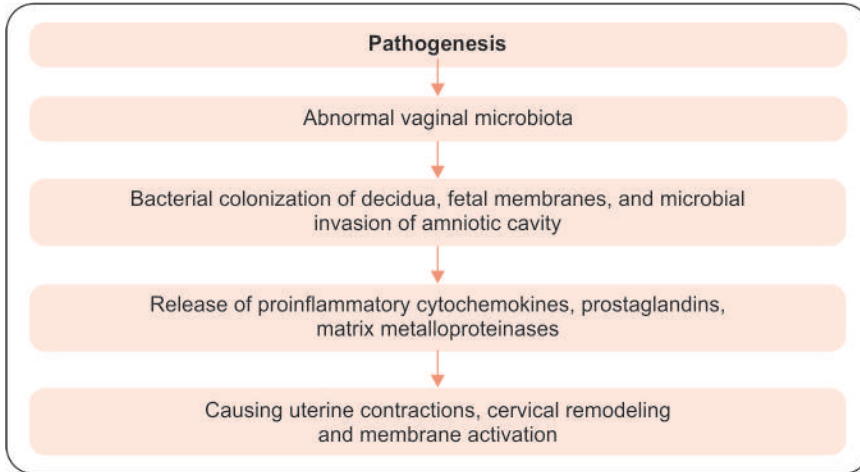 Pathogenesis
Abnormal vaginal microbiota
Bacterial colonization of decidua, fetal membranes, and microbial
invasion of amniotic cavity
Release of proinflammatory cytochemokines, prostaglandins,
matrix metalloproteinases
Causing uterine contractions, cervical remodeling
and membrane activation